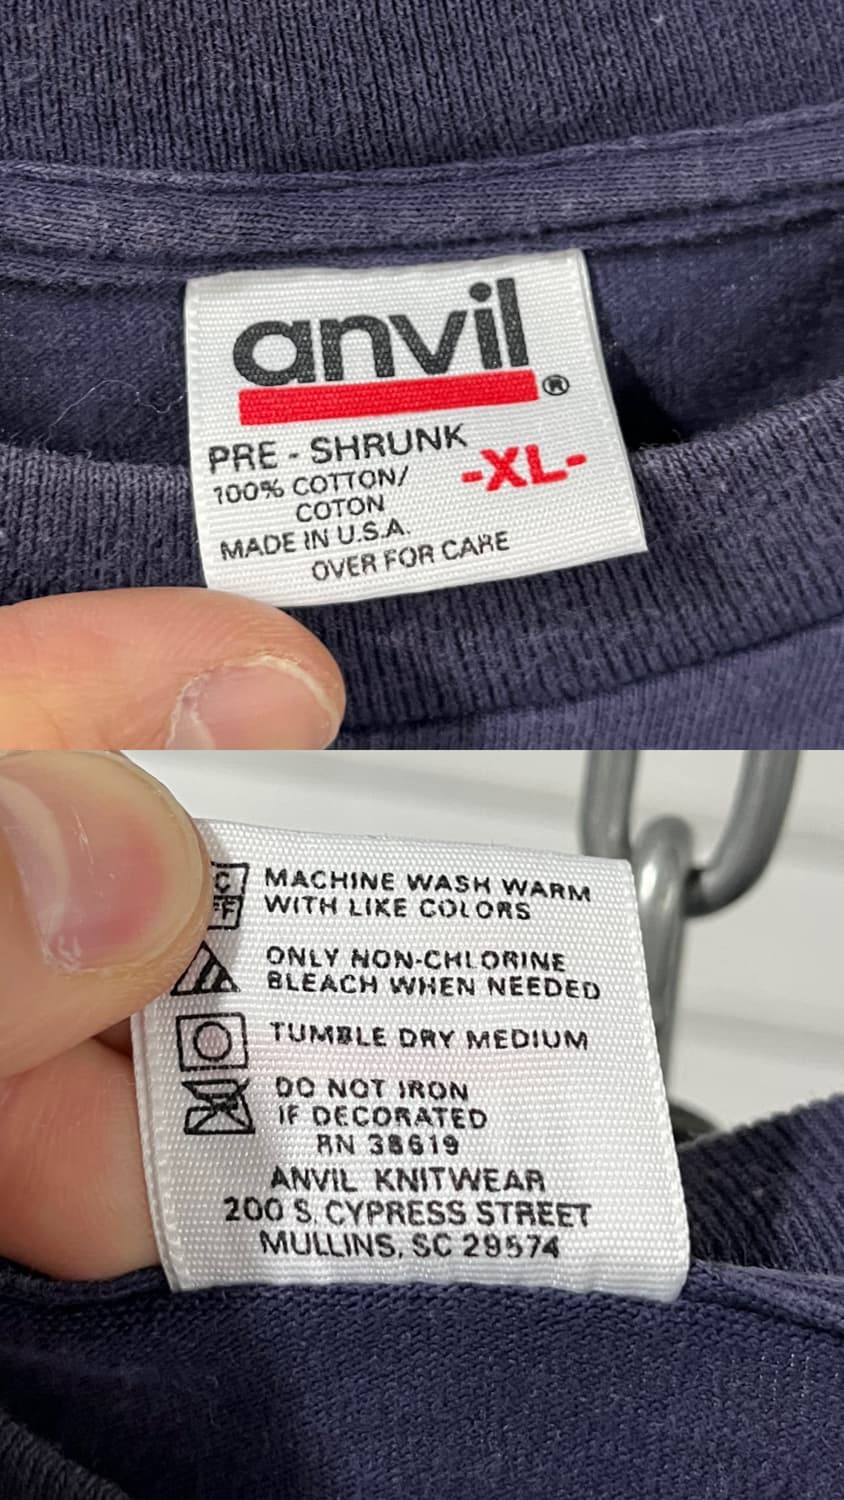 anvil®
PRE - SHRUNK
-XL-
100% COTTON/
COTON
MADE IN U.S.A.
OVER FOR CARE
MACHINE WASH WARM
WITH LIKE COLORS
ONLY NON-CHLORINE
BLEACH WHEN NEEDED
TUMBLE DRY MEDIUM
DO NOT IRON
IF DECORATED
RN 38619
ANVIL KNITWEAR
200 S. CYPRESS STREET
MULLINS, SC 29574